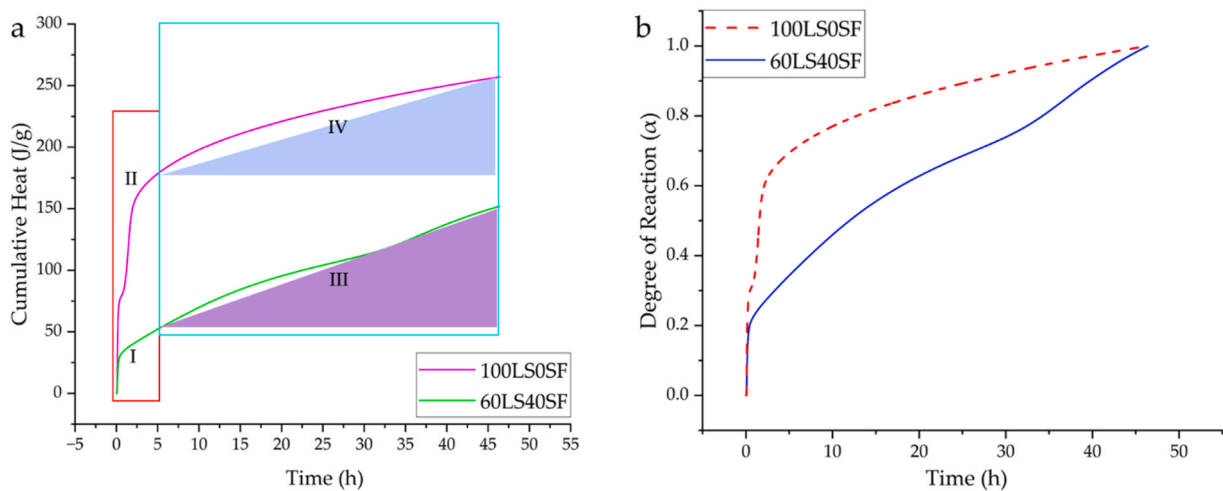 a
300
250
200
150
100
50
0
Cumulative Heat (J/g)
II
IV
I
III
100LS0SF
60LS40SF
−5 0 5 10 15 20 25 30 35 40 45 50 55
Time (h)
b
100LS0SF
60LS40SF
1.0
0.8
0.6
0.4
0.2
0.0
Degree of Reaction (α)
0 10 20 30 40 50
Time (h)